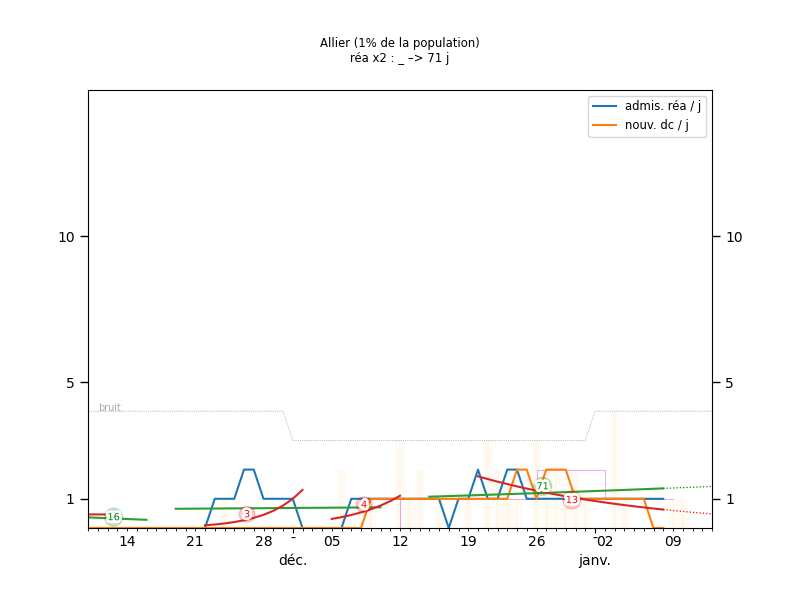 Allier (1% de la population)
réa x2 : _ –> 71 j
admis. réa / j
nouv. dc / j
10
10
5
5
bruit
71
1
13
1
16
3
4
14
21
28
05
12
19
26
02
09
déc.
janv.